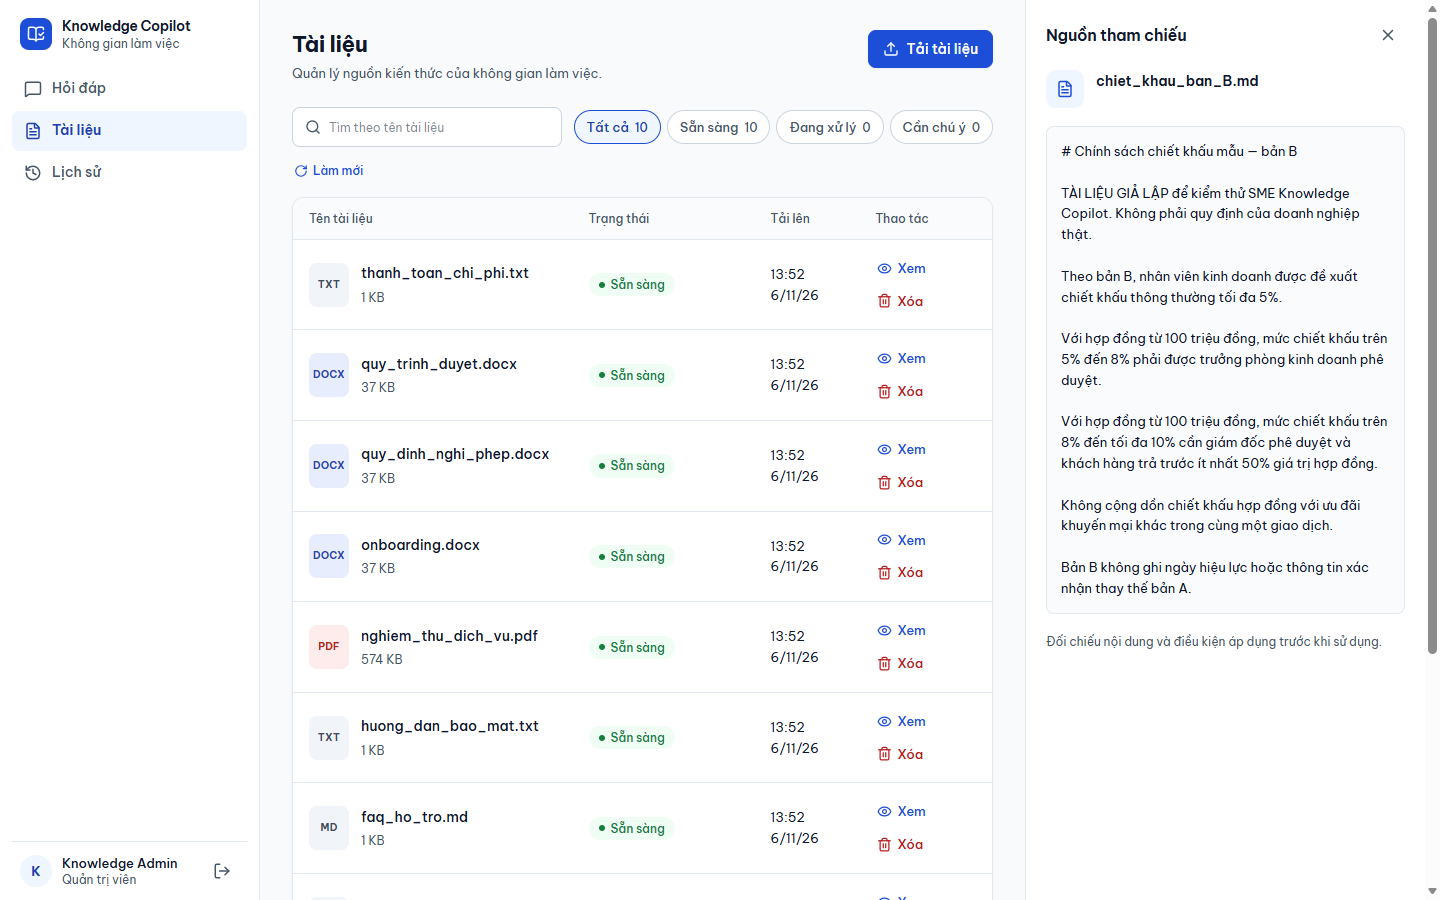 Knowledge Copilot
Không gian làm việc
Hỏi đáp
Tài liệu
Lịch sử
Knowledge Admin
Quản trị viên
K
Tài liệu
Quản lý nguồn kiến thức của không gian làm việc.
Tải tài liệu
Tìm theo tên tài liệu
Tất cả 10
Sẵn sàng 10
Đang xử lý 0
Cần chú ý 0
Làm mới
Tên tài liệu
Trạng thái
Tải lên
Thao tác
TXT
thanh_toan_chi_phi.txt
1 KB
Sẵn sàng
13:52
6/11/26
Xem
Xóa
DOCX
quy_trinh_duyet.docx
37 KB
Sẵn sàng
13:52
6/11/26
Xem
Xóa
DOCX
quy_dinh_nghi_phep.docx
37 KB
Sẵn sàng
13:52
6/11/26
Xem
Xóa
DOCX
onboarding.docx
37 KB
Sẵn sàng
13:52
6/11/26
Xem
Xóa
PDF
nghiem_thu_dich_vu.pdf
574 KB
Sẵn sàng
13:52
6/11/26
Xem
Xóa
TXT
huong_dan_bao_mat.txt
1 KB
Sẵn sàng
13:52
6/11/26
Xem
Xóa
MD
faq_ho_tro.md
1 KB
Sẵn sàng
13:52
6/11/26
Xem
Xóa
Nguồn tham chiếu
chiet_khau_ban_B.md
# Chính sách chiết khấu mẫu — bản B
TÀI LIỆU GIẢ LẬP để kiểm thử SME Knowledge
Copilot. Không phải quy định của doanh nghiệp
thật.
Theo bản B, nhân viên kinh doanh được đề xuất
chiết khấu thông thường tối đa 5%.
Với hợp đồng từ 100 triệu đồng, mức chiết khấu trên
5% đến 8% phải được trưởng phòng kinh doanh phê
duyệt.
Với hợp đồng từ 100 triệu đồng, mức chiết khấu trên
8% đến tối đa 10% cần giám đốc phê duyệt và
khách hàng trả trước ít nhất 50% giá trị hợp đồng.
Không cộng dồn chiết khấu hợp đồng với ưu đãi
khuyến mại khác trong cùng một giao dịch.
Bản B không ghi ngày hiệu lực hoặc thông tin xác
nhận thay thế bản A.
Đối chiếu nội dung và điều kiện áp dụng trước khi sử dụng.